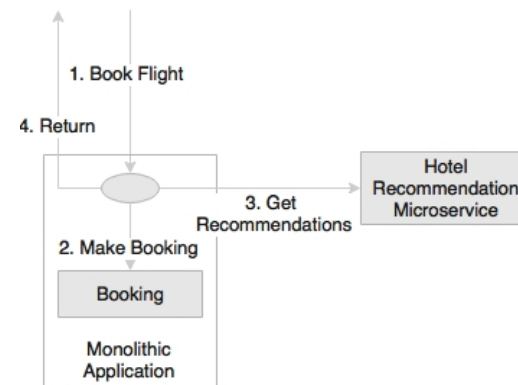 1. Book Flight
4. Return
Hotel
Recommendation
Microservice
3. Get
Recommendations
2. Make Booking
Booking
Monolithic
Application